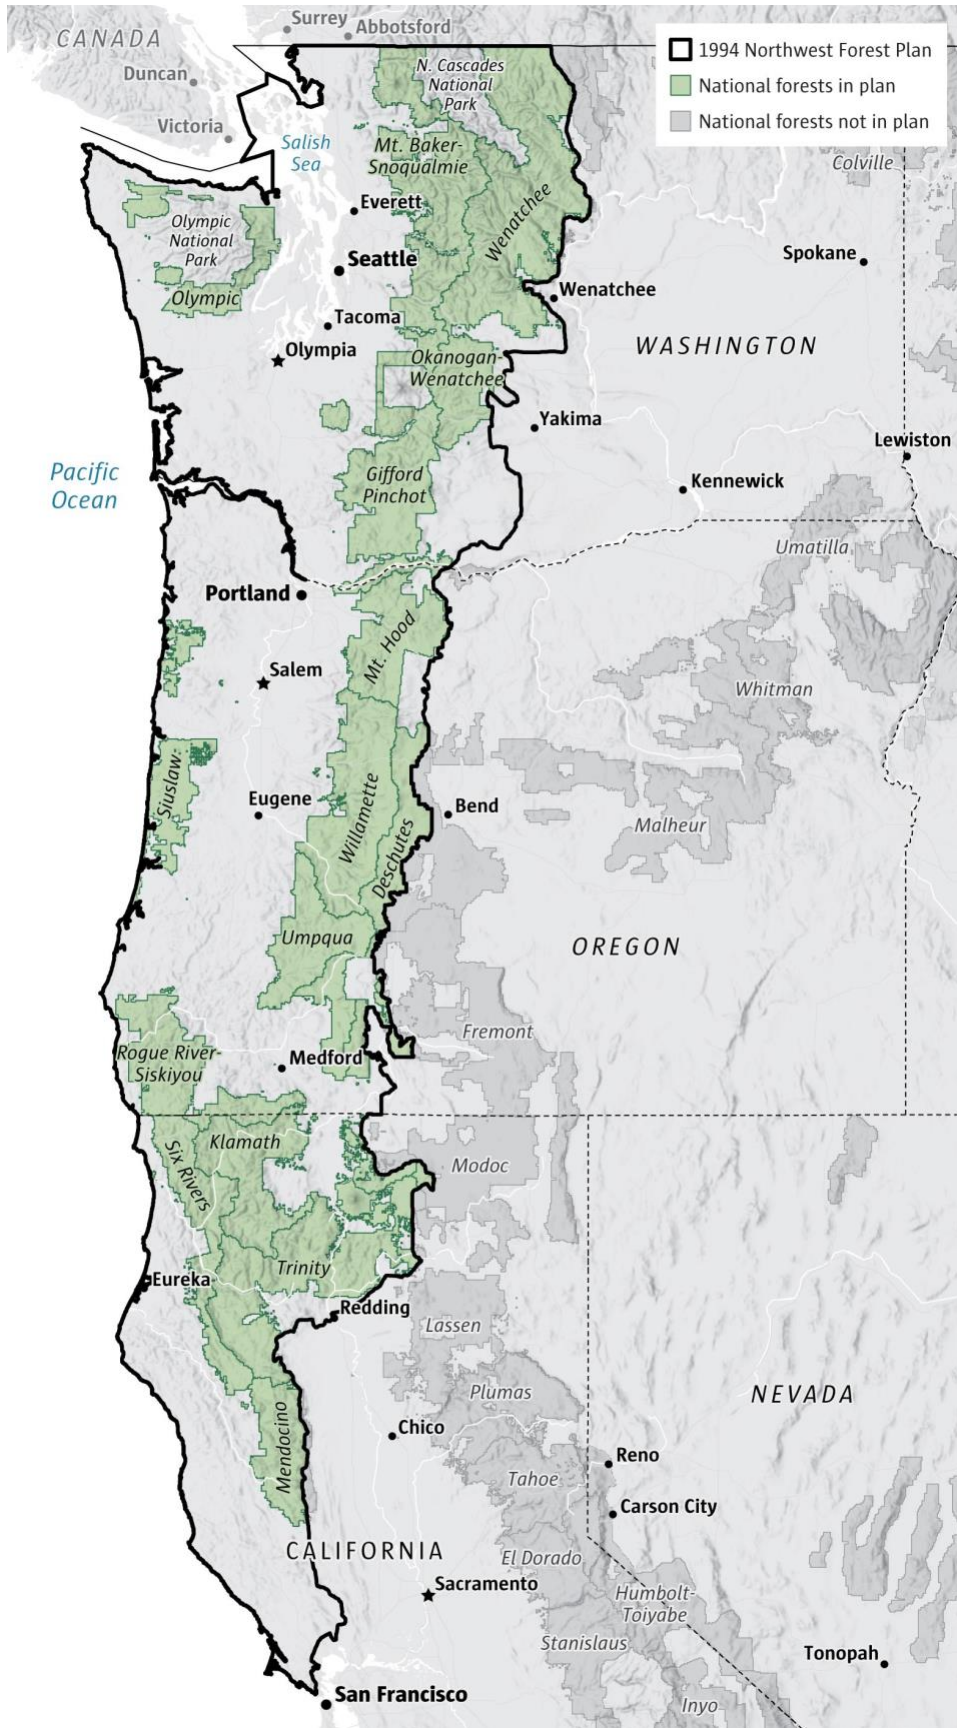 Surrey
Abbotsford
CANADA
Duncan
Victoria
Salish
Sea
N. Cascades
National
Park
1994 Northwest Forest Plan
National forests in plan
National forests not in plan
Colville
Mt. Baker-
Snoqualmie
Wenatchee
Everett
Olympic
National
Park
Seattle
Spokane
Olympic
Wenatchee
Tacoma
WASHINGTON
Olympia
Okanogan-
Wenatchee
Yakima
Lewiston
Pacific
Ocean
Gifford
Pinchot
Kennewick
Umatilla
Portland
Mt. Hood
Salem
Whitman
Siuslaw
Eugene
Willamette
Deschutes
Bend
Malheur
Umpqua
OREGON
Fremont
Rogue River-
Siskiyou
Medford
Six Rivers
Klamath
Modoc
Trinity
Eureka
Redding
Lassen
Plumas
NEVADA
Mendocino
Chico
Reno
Tahoe
Carson City
CALIFORNIA
El Dorado
Sacramento
Humbolt-
Toiyabe
Stanislaus
Tonopah
San Francisco
Inyo